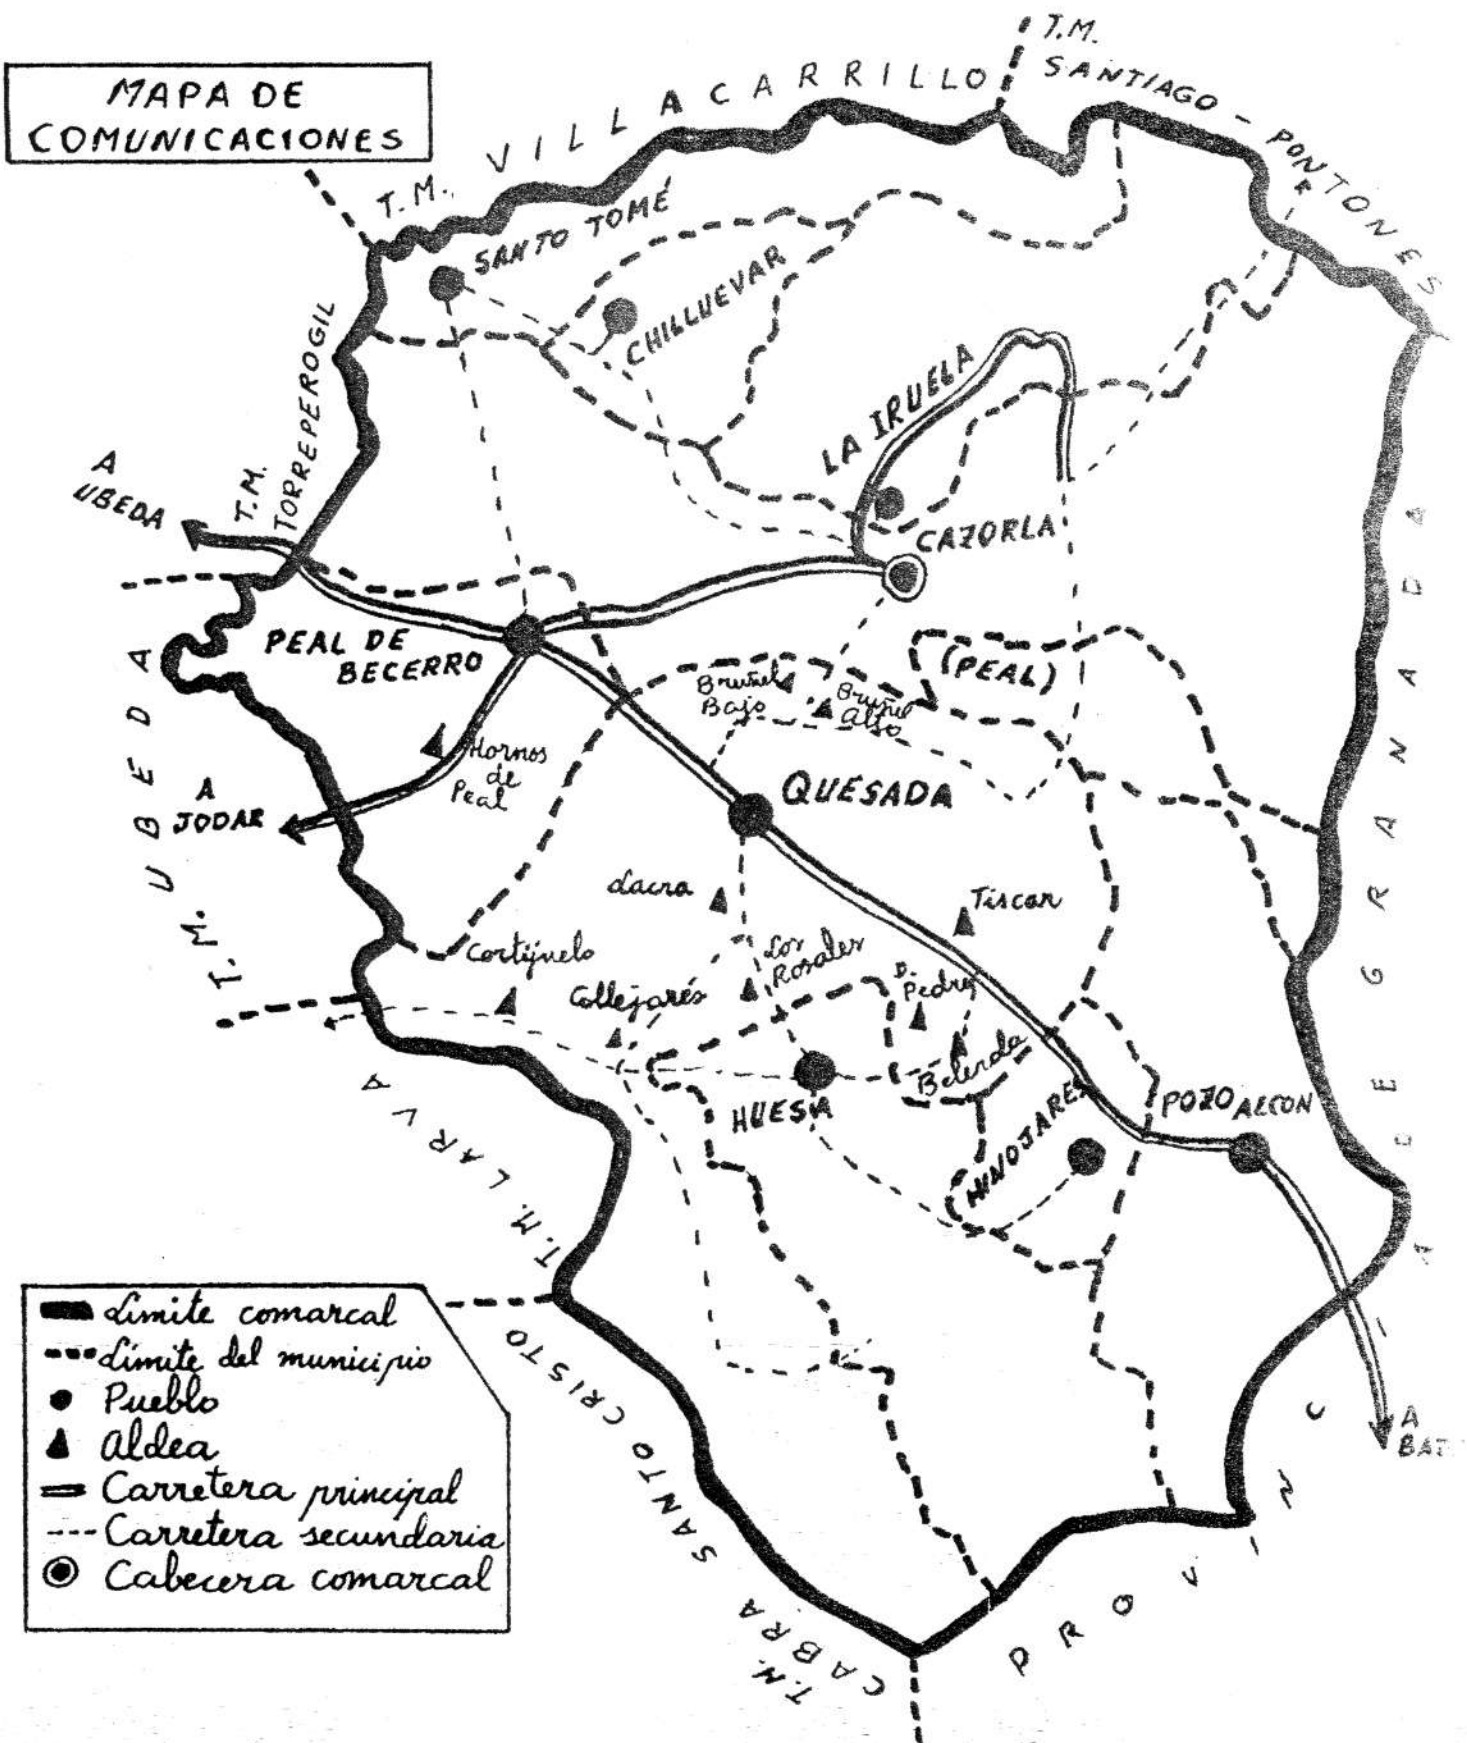 MAPA DE
COMUNICACIONES
T.M. VILLACARRILLO
T.M.
SANTIAGO - PONTONES
SANTO TOMÉ
CHILLUEVAR
T.M.
TORREPEROGIL
LA IRUELA
A
UBEDA
CAZORLA
PEAL DE
BECERRO
(PEAL)
Bruñel
Bajo
Bruñel
Alto
Hornos
de
Peal
A
JODAR
QUESADA
T.M. UBEDA
Lacra
Tiscar
Cortijuelo
Los
Rosales
Collejarés
D.
Pedro
Belerda
HUESA
HINOJARES
POZO ALCON
T.M. LARVA
PROVINCIA DE GRANADA
A
Límite comarcal
Límite del municipio
Pueblo
Aldea
Carretera principal
Carretera secundaria
Cabecera comarcal
T.M.
CABRA SANTO CRISTO